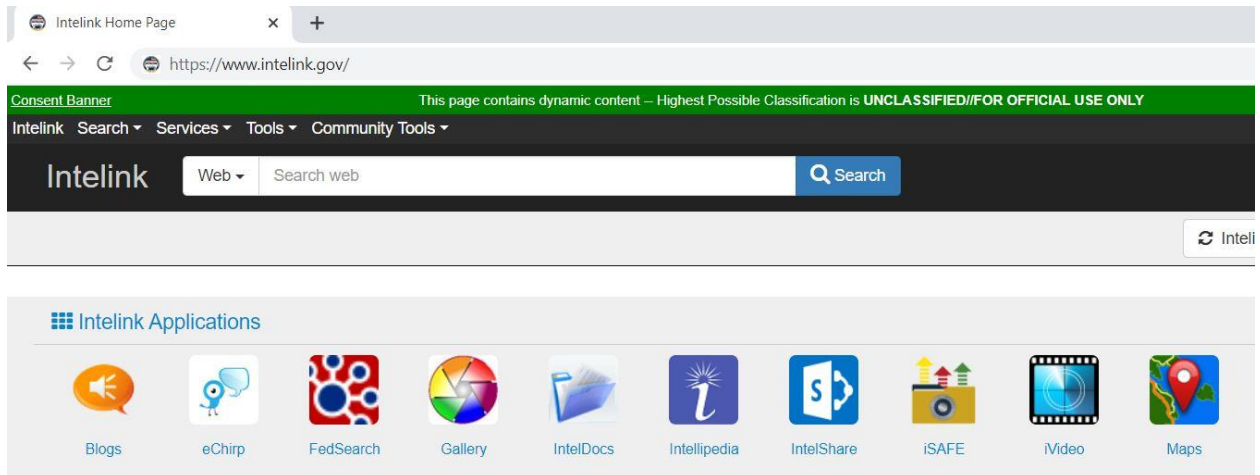 Intelink Home Page
https://www.intelink.gov/
Consent Banner This page contains dynamic content -- Highest Possible Classification is UNCLASSIFIED//FOR OFFICIAL USE ONLY
Intelink Search Services Tools Community Tools
Intelink Web Search web Search
Inteli
Intelink Applications
Blogs eChirp FedSearch Gallery IntelDocs Intellipedia IntelShare iSAFE iVideo Maps